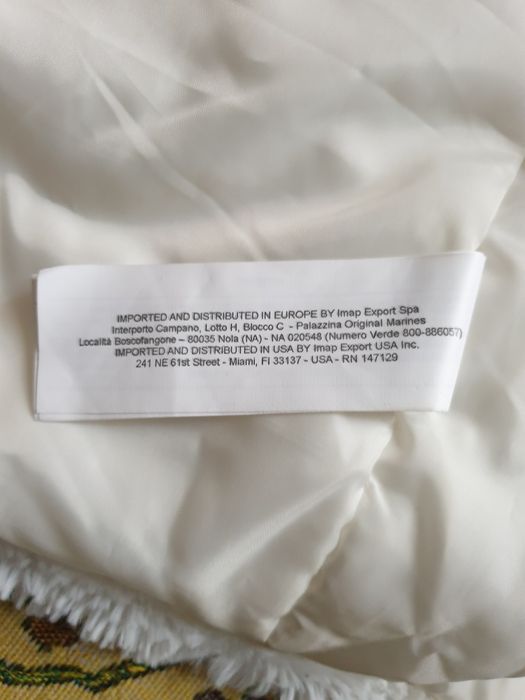 IMPORTED AND DISTRIBUTED IN EUROPE BY Imap Export Spa
Interporto Campano, Lotto H, Blocco C - Palazzina Original Marines
Località Boscofangone – 80035 Nola (NA) - NA 020548 (Numero Verde 800-886057)
IMPORTED AND DISTRIBUTED IN USA BY Imap Export USA Inc.
241 NE 61st Street - Miami, Fl 33137 - USA - RN 147129